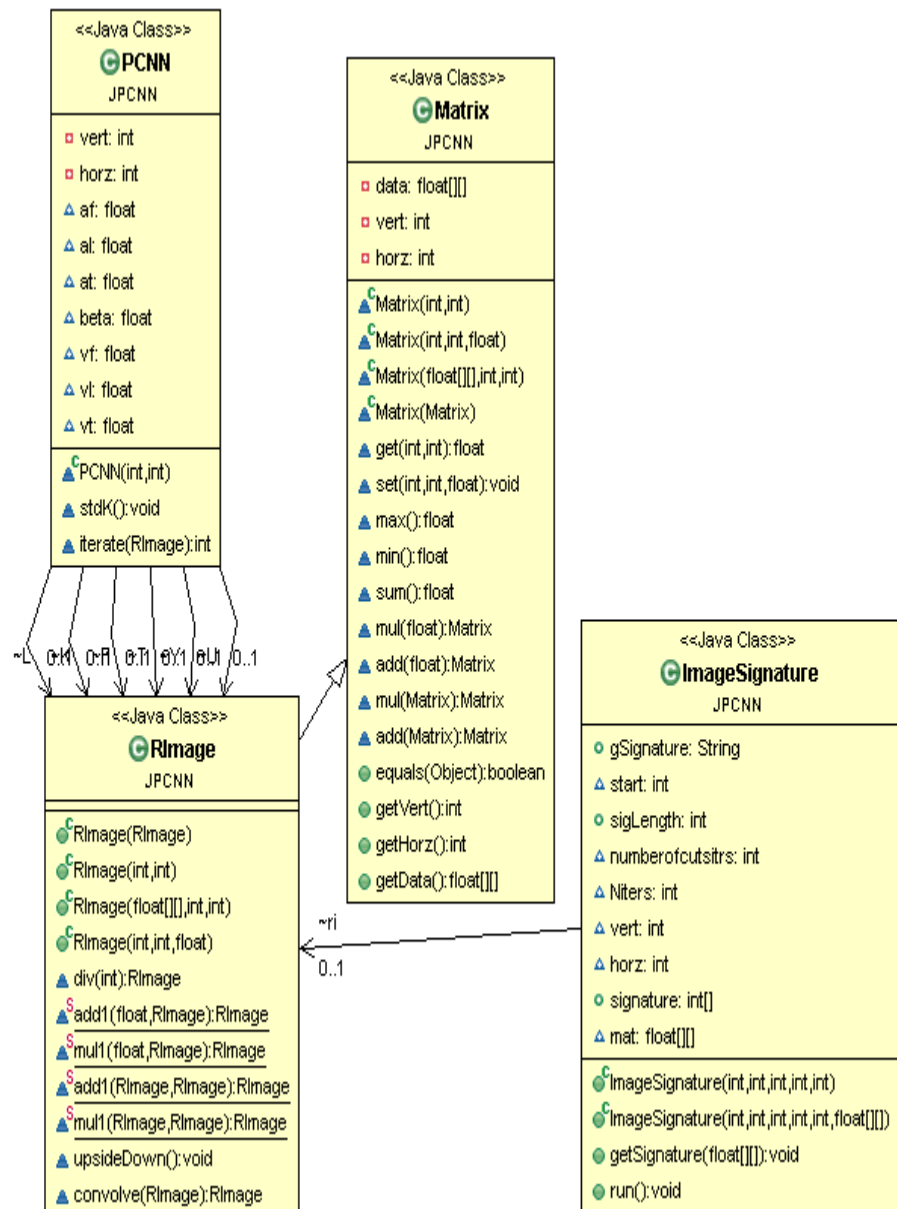 <<Java Class>>
PCNN
JPCNN
vert: int
horz: int
af: float
al: float
at: float
beta: float
vf: float
vl: float
vt: float
PCNN(int,int)
stdK():void
iterate(RImage):int
<<Java Class>>
Matrix
JPCNN
data: float[][]
vert: int
horz: int
Matrix(int,int)
Matrix(int,int,float)
Matrix(float[][],int,int)
Matrix(Matrix)
get(int,int):float
set(int,int,float):void
max():float
min():float
sum():float
mul(float):Matrix
add(float):Matrix
mul(Matrix):Matrix
add(Matrix):Matrix
equals(Object):boolean
getVert():int
getHorz():int
getData():float[][]
~L
0..1
<<Java Class>>
RImage
JPCNN
RImage(RImage)
RImage(int,int)
RImage(float[][],int,int)
RImage(int,int,float)
div(int):RImage
add1(float,RImage):RImage
mul1(float,RImage):RImage
add1(RImage,RImage):RImage
mul1(RImage,RImage):RImage
upsideDown():void
convolve(RImage):RImage
~ri
0..1
<<Java Class>>
ImageSignature
JPCNN
gSignature: String
start: int
sigLength: int
numberofcutsitrs: int
Niters: int
vert: int
horz: int
signature: int[]
mat: float[][]
ImageSignature(int,int,int,int,int)
ImageSignature(int,int,int,int,int,float[][])
getSignature(float[][]):void
run():void